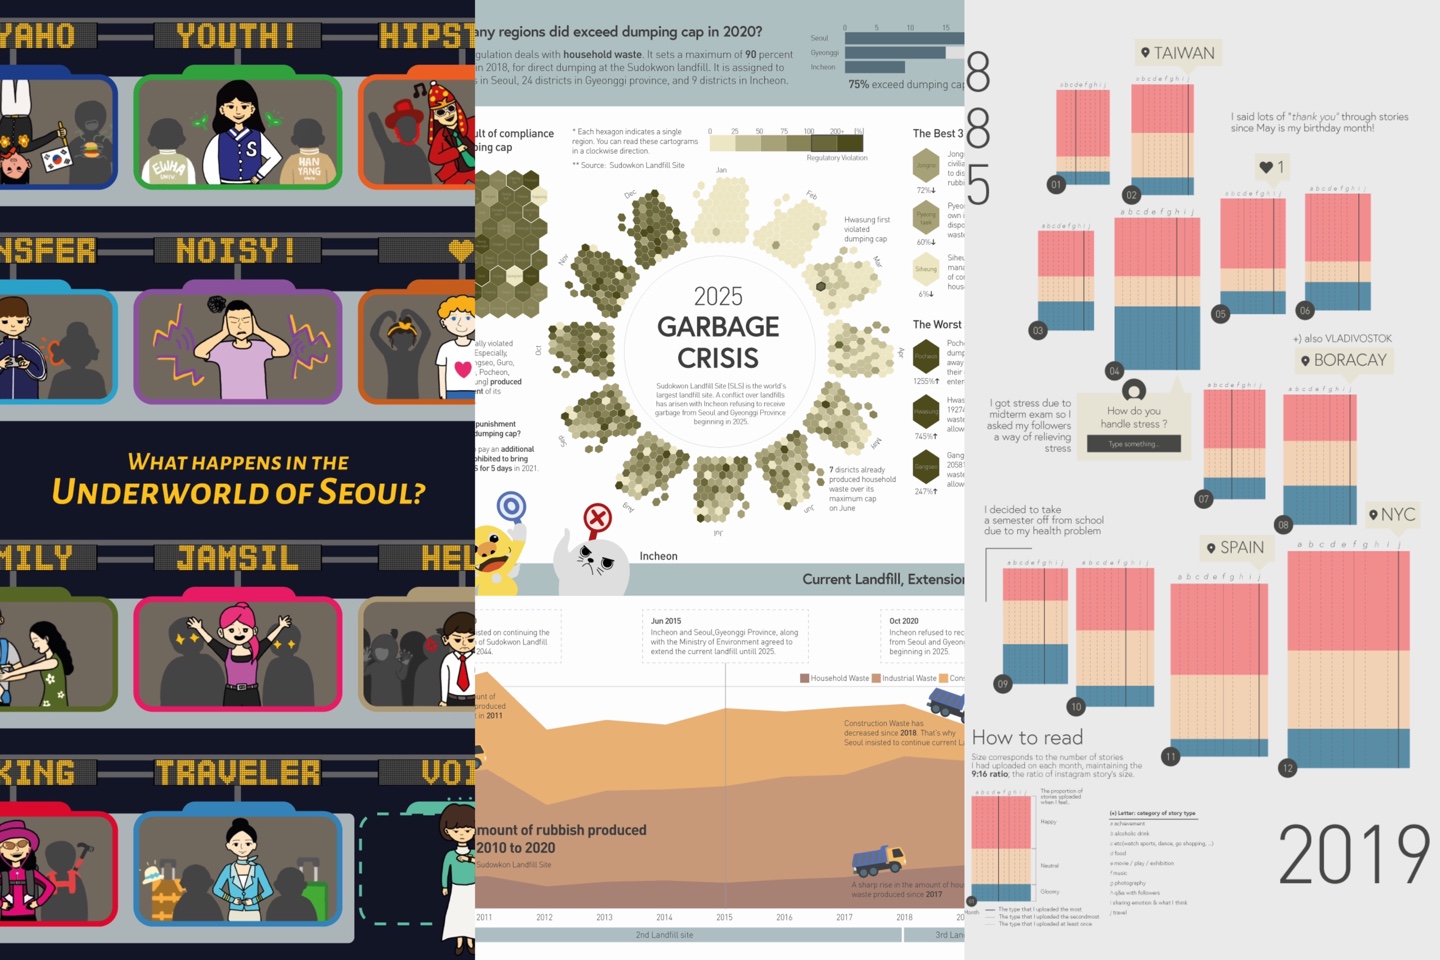 YAHO
YOUTH!
HIPST
S
EWHA
HAN
YANG
NSFER
NOISY!
WHAT HAPPENS IN THE
UNDERWORLD OF SEOUL?
MILY
JAMSIL
HE
KING
TRAVELER
VO
any regions did exceed dumping cap in 2020?
gulation deals with household waste. It sets a maximum of 90 percent
in 2018, for direct dumping at the Sudokwon landfill. It is assigned to
s in Seoul, 24 districts in Gyeonggi province, and 9 districts in Incheon.
0 5 10 15
Seoul
Gyeonggi
Incheon
75% exceed dumping cap
ult of compliance
ping cap
* Each hexagon indicates a single
region. You can read these cartograms
in a clockwise direction.
** Source: Sudowkon Landfill Site
0 25 50 75 100 200+ (%)
Regulatory Violation
The Best 3
Jongno
72%↓
Pyeong
taek
60%↓
Siheung
6%↓
The Worst
Pocheon
1255%↑
Hwasung
745%↑
Gangseo
247%↑
Jan
Feb
Mar
Apr
May
Jun
Jul
Aug
Sep
Oct
Nov
Dec
Hwasung first
violated
dumping cap
2025
GARBAGE
CRISIS
Sudokwon Landfill Site (SLS) is the world's
largest landfill site. A conflict over landfills
has arisen with Incheon refusing to receive
garbage from Seoul and Gyeonggi Province
beginning in 2025.
ally violated
Especially,
ngseo, Guro,
, Pocheon,
ung) produced
nt of its
punishment
dumping cap?
pay an additional
ohibited to bring
for 5 days in 2021.
7 disricts already
produced household
waste over its
maximum cap
on June
Incheon
Current Landfill, Extension
isted on continuing the
n of Sudokwon Landfill
2044.
Jun 2015
Incheon and Seoul,Gyeonggi Province, along
with the Ministry of Environment agreed to
extend the current landfill untill 2025.
Oct 2020
Incheon refused to rec
from Seoul and Gyeon
beginning in 2025.
Household Waste Industrial Waste Cons
unt of
produced
t in 2011
Construction Waste has
decreased since 2018. That's why
Seoul insisted to continue current La
mount of rubbish produced
2010 to 2020
Sudowkon Landfill Site
A sharp rise in the amount of hou
waste produced since 2017
2011 2012 2013 2014 2015 2016 2017 2018 20
2nd Landfill site
3rd Lan
8
8
5
TAIWAN
a b c d e f g h i j
01
02
I said lots of "thank you" through stories
since May is my birthday month!
1
03
04
05
06
+) also VLADIVOSTOK
BORACAY
I got stress due to
midterm exam so I
asked my followers
a way of relieving
stress
How do you
handle stress ?
Type something...
07
08
I decided to take
a semester off from school
due to my health problem
SPAIN
NYC
09
10
11
12
How to read
Size corresponds to the number of stories
I had uploaded on each month, maintaining the
9:16 ratio; the ratio of instagram story's size.
The proportion of
stories uploaded
when I feel..
Happy
Neutral
Gloomy
Month
The type that I uploaded the most
The type that I uploaded the secondmost
The type that I uploaded at least once
(+) Letter: category of story type
a achievement
b alcoholic drink
c etc(watch sports, dance, go shopping, ...)
d food
e movie / play / exhibition
f music
g photography
h q&a with followers
i sharing emotion & what I think
j travel
2019